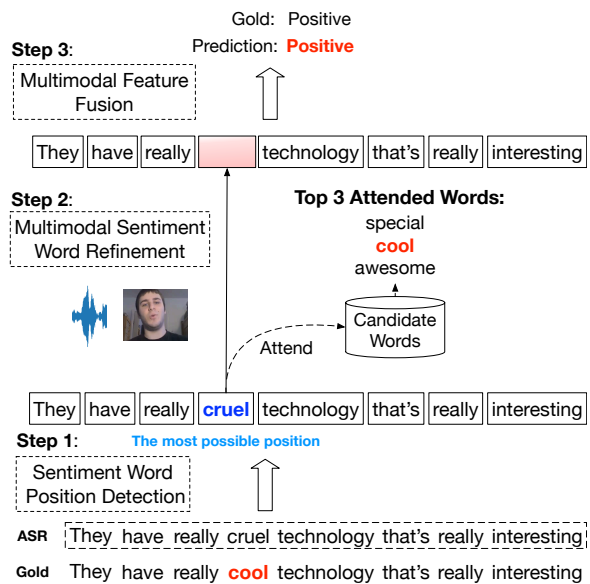 Gold: Positive
Step 3:
Prediction: Positive
Multimodal Feature
Fusion
They have really technology that's really interesting
Step 2:
Multimodal Sentiment
Word Refinement
Top 3 Attended Words:
special
cool
awesome
Candidate
Words
Attend
They have really cruel technology that's really interesting
Step 1:
The most possible position
Sentiment Word
Position Detection
ASR They have really cruel technology that's really interesting
Gold They have really cool technology that's really interesting